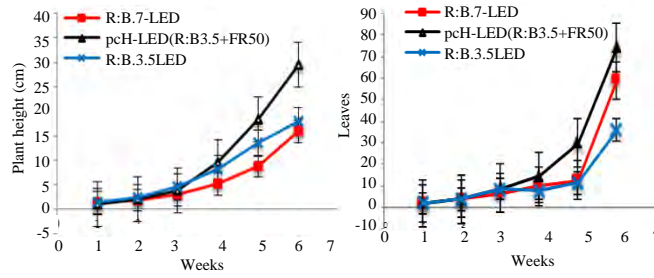 R:B.7-LED
pcH-LED(R:B3.5+FR50)
R:B.3.5LED
Plant height (cm)
40
35
30
25
20
15
10
5
0
-5
0 1 2 3 4 5 6 7
Weeks
R:B.7-LED
pcH-LED(R:B3.5+FR50)
R:B.3.5LED
Leaves
90
80
70
60
50
40
30
20
10
0
-10
0 1 2 3 4 5 6 7
Weeks